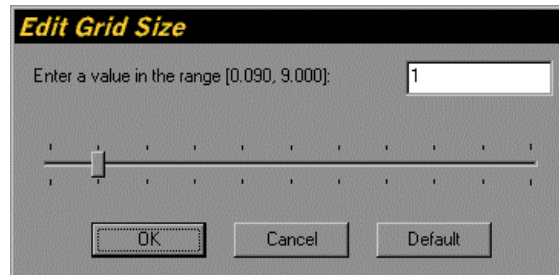 Edit Grid Size
Enter a value in the range [0.090, 9.000]: 1
OK Cancel Default